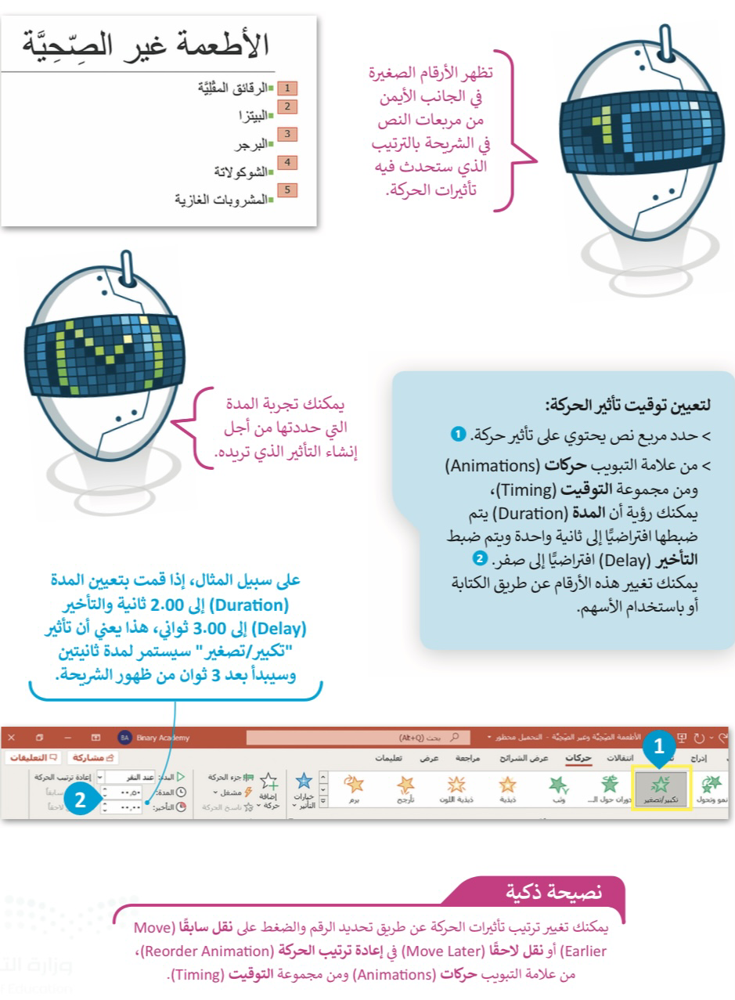 الأطعمة غير الصِّحِيَّة
1 الرقائق المقْلِيَّة
2 البيتزا
3 البرجر
4 الشوكولاتة
5 المشروبات الغازية
تظهر الأرقام الصغيرة
في الجانب الأيمن
من مربعات النص
في الشريحة بالترتيب
الذي ستحدث فيه
تأثيرات الحركة.
يمكنك تجربة المدة
التي حددتها من أجل
إنشاء التأثير الذي تريده.
لتعيين توقيت تأثير الحركة:
> حدد مربع نص يحتوي على تأثير حركة. 1
> من علامة التبويب حركات (Animations)
ومن مجموعة التوقيت (Timing)،
يمكنك رؤية أن المدة (Duration) يتم
ضبطها افتراضيًا إلى ثانية واحدة ويتم ضبط
التأخير (Delay) افتراضيًا إلى صفر. 2
يمكنك تغيير هذه الأرقام عن طريق الكتابة
أو باستخدام الأسهم.
على سبيل المثال، إذا قمت بتعيين المدة
(Duration) إلى 2.00 ثانية والتأخير
(Delay) إلى 3.00 ثواني، هذا يعني أن تأثير
"تكبير/تصغير" سيستمر لمدة ثانيتين
وسيبدأ بعد 3 ثوان من ظهور الشريحة.
الأطعمة الصِّحِيَّة وغير الصِّحِيَّة - التحميل محظور
بحث (Alt+Q)
Binary Academy BA
1
إدراج
انتقالات حركات عرض الشرائح مراجعة عرض تعليمات
مشاركة التعليقات
نمو وتحول تكبير/تصغير دوران حول الـ... وثب ذبذبة ذبذبة اللون تأرجح برم
خيارات التأثير
إضافة حركة
جزء الحركة
مشغل
ناسخ الحركة
البدء: عند النقر
المدة: ٠٠,٥٠
التأخير: ٠٠,٠٠
إعادة ترتيب الحركة
سابقاً
لاحقاً
2
نصيحة ذكية
يمكنك تغيير ترتيب تأثيرات الحركة عن طريق تحديد الرقم والضغط على نقل سابقًا (Move
Earlier) أو نقل لاحقًا (Move Later) في إعادة ترتيب الحركة (Reorder Animation)،
من علامة التبويب حركات (Animations) ومن مجموعة التوقيت (Timing).